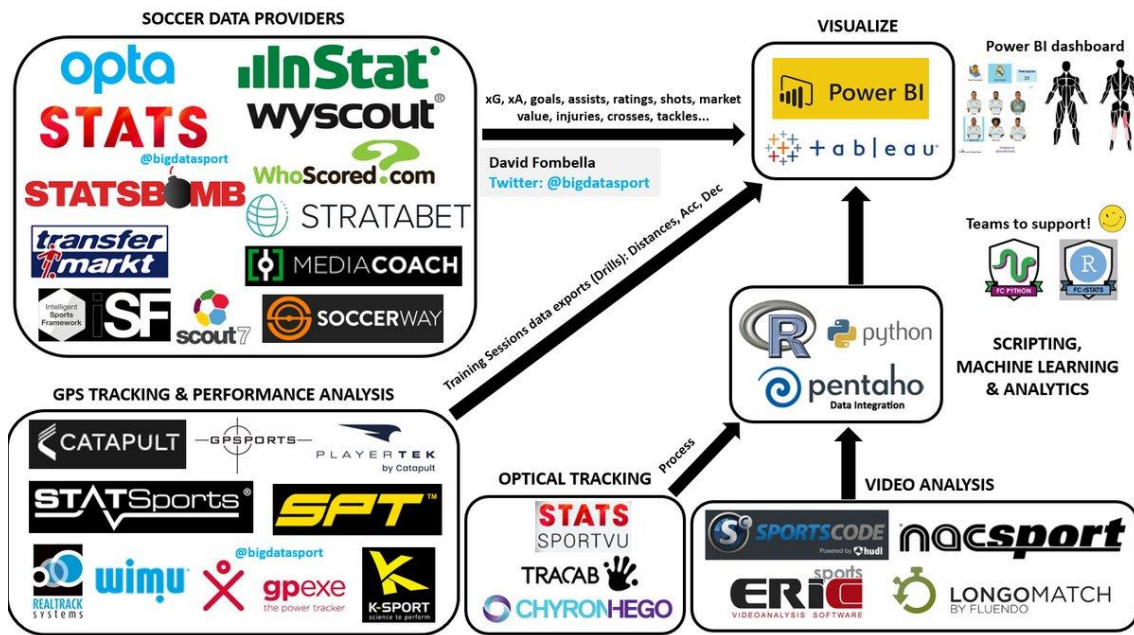 SOCCER DATA PROVIDERS
opta
InStat
STATS
wyscout®
@bigdatasport
STATSBOMB
WhoScored?com
STRATABET
transfer
markt
MEDIACOACH
Intelligent
Sports
Framework
iSF
scout7
SOCCERWAY
xG, xA, goals, assists, ratings, shots, market
value, injuries, crosses, tackles...
David Fombella
Twitter: @bigdatasport
Training Sessions data exports (Drills): Distances, Acc, Dec
VISUALIZE
Power BI
+ableau®
Power BI dashboard
Teams to support!
FC PYTHON
R
FC rSTATS
R
python
pentaho
Data Integration
SCRIPTING,
MACHINE LEARNING
& ANALYTICS
GPS TRACKING & PERFORMANCE ANALYSIS
CATAPULT
GPSPORTS
PLAYERTEK
by Catapult
STATSports®
SPT™
REALTRACK
systems
wimu
@bigdatasport
gpexe
the power tracker
K
K-SPORT
science to perform
OPTICAL TRACKING
Process
STATS
SPORTVU
TRACAB
CHYRONHEGO
VIDEO ANALYSIS
S
SPORTSCODE
Powered by hudl
nacsport
sports
ERiC
VIDEOANALYSIS SOFTWARE
LONGOMATCH
BY FLUENDO